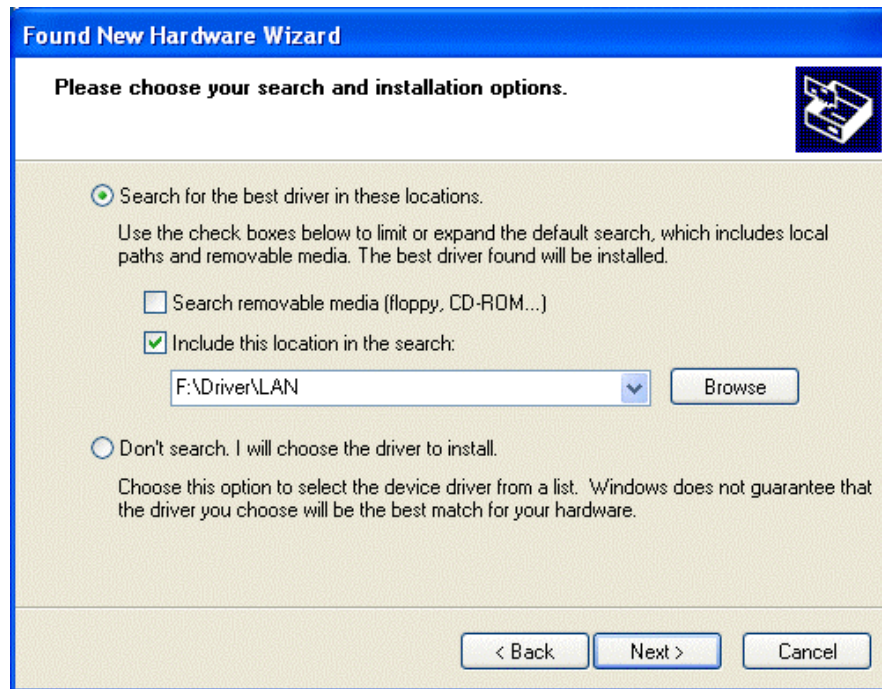 Found New Hardware Wizard
Please choose your search and installation options.
Search for the best driver in these locations.
Use the check boxes below to limit or expand the default search, which includes local
paths and removable media. The best driver found will be installed.
Search removable media (floppy, CD-ROM...)
Include this location in the search:
F:\Driver\LAN
Browse
Don't search. I will choose the driver to install.
Choose this option to select the device driver from a list. Windows does not guarantee that
the driver you choose will be the best match for your hardware.
< Back
Next >
Cancel